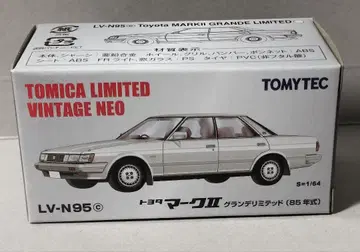 LV-N95ⓒ Toyota MARKII GRANDE LIMITED
材質表示
本体、シャーシ：亜鉛合金 ホイール、グリル、バンパー、ボンネット：ABS
シート：ABS FRライト、窓ガラス：PS タイヤ：PVC(非フタル酸)
TOMICA LIMITED
VINTAGE NEO
TOMYTEC
S=1/64
LV-N95ⓒ
トヨタ マークII グランデリミテッド (85年式)